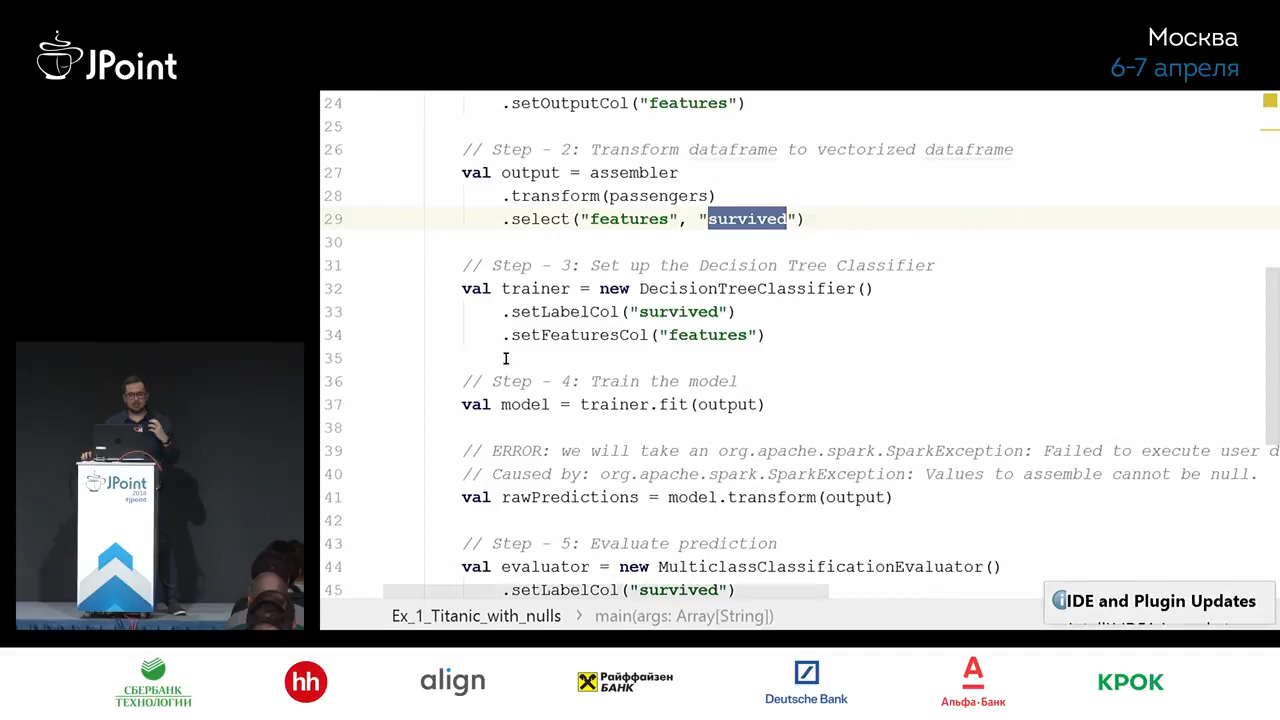 JPoint
Москва
6-7 апреля
24 .setOutputCol("features")
25
26 // Step - 2: Transform dataframe to vectorized dataframe
27 val output = assembler
28 .transform(passengers)
29 .select("features", "survived")
30
31 // Step - 3: Set up the Decision Tree Classifier
32 val trainer = new DecisionTreeClassifier()
33 .setLabelCol("survived")
34 .setFeaturesCol("features")
35
36 // Step - 4: Train the model
37 val model = trainer.fit(output)
38
39 // ERROR: we will take an org.apache.spark.SparkException: Failed to execute user d
40 // Caused by: org.apache.spark.SparkException: Values to assemble cannot be null.
41 val rawPredictions = model.transform(output)
42
43 // Step - 5: Evaluate prediction
44 val evaluator = new MulticlassClassificationEvaluator()
45 .setLabelCol("survived")
IDE and Plugin Updates
Ex_1_Titanic_with_nulls > main(args: Array[String])
JPoint
2018
#jpoint
СБЕРБАНК
ТЕХНОЛОГИИ
hh
align
Райффайзен
БАНК
Deutsche Bank
А
Альфа·Банк
КРОК